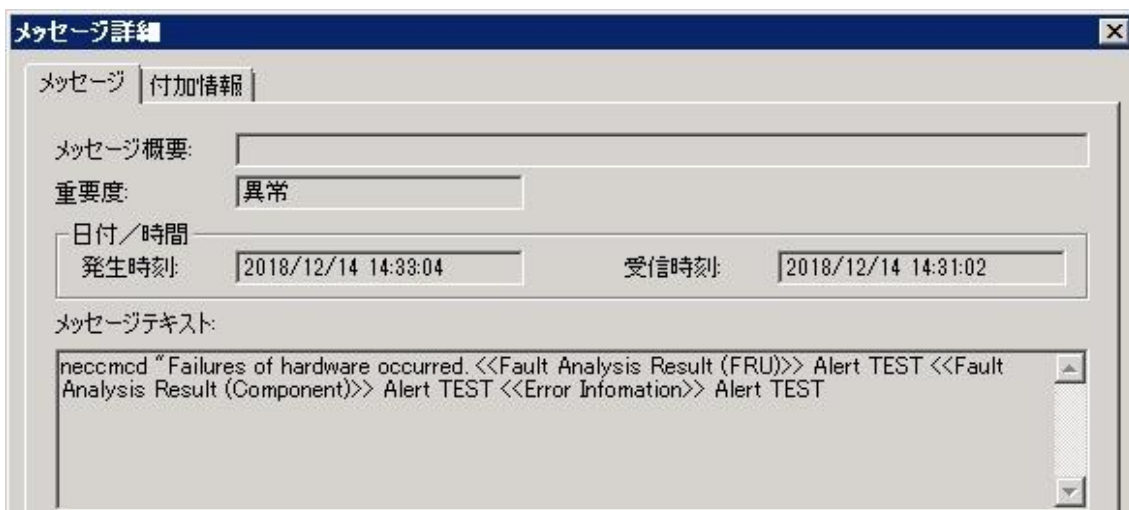 メッセージ詳細
メッセージ 付加情報
メッセージ概要:
重要度: 異常
日付／時間
発生時刻: 2018/12/14 14:33:04 受信時刻: 2018/12/14 14:31:02
メッセージテキスト:
neccmcd "Failures of hardware occurred. <<Fault Analysis Result (FRU)>> Alert TEST <<Fault
Analysis Result (Component)>> Alert TEST <<Error Infomation>> Alert TEST